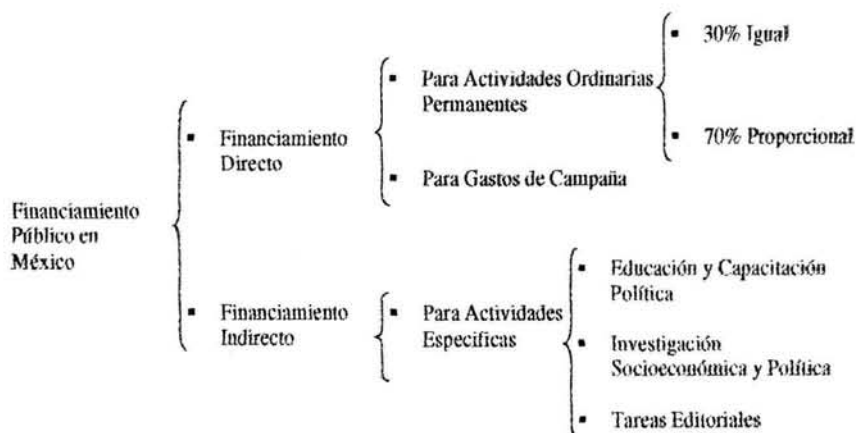 Financiamiento
Público en
México
▪ Financiamiento
Directo
▪ Para Actividades Ordinarias
Permanentes
▪ 30% Igual
▪ 70% Proporcional
▪ Para Gastos de Campaña
▪ Financiamiento
Indirecto
▪ Para Actividades
Especificas
▪ Educación y Capacitación
Política
▪ Investigación
Socioeconómica y Política
▪ Tareas Editoriales